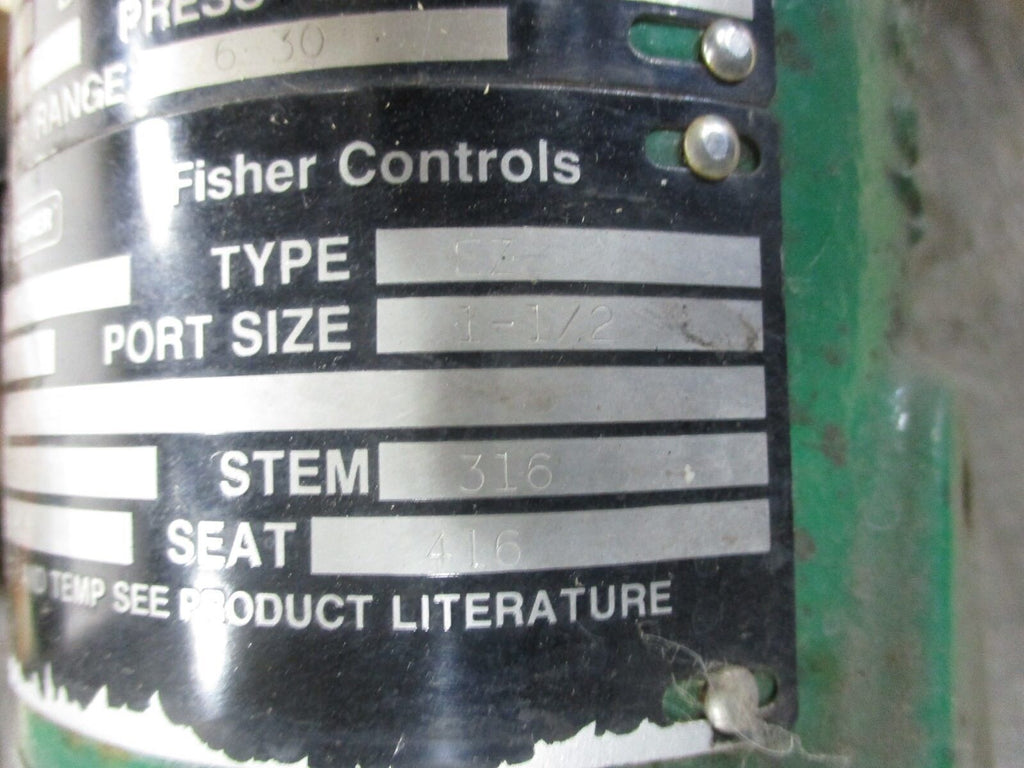 PRESS
RANGE 6-30
Fisher Controls
TYPE
PORT SIZE 1-1/2
STEM 316
SEAT 416
TEMP SEE PRODUCT LITERATURE